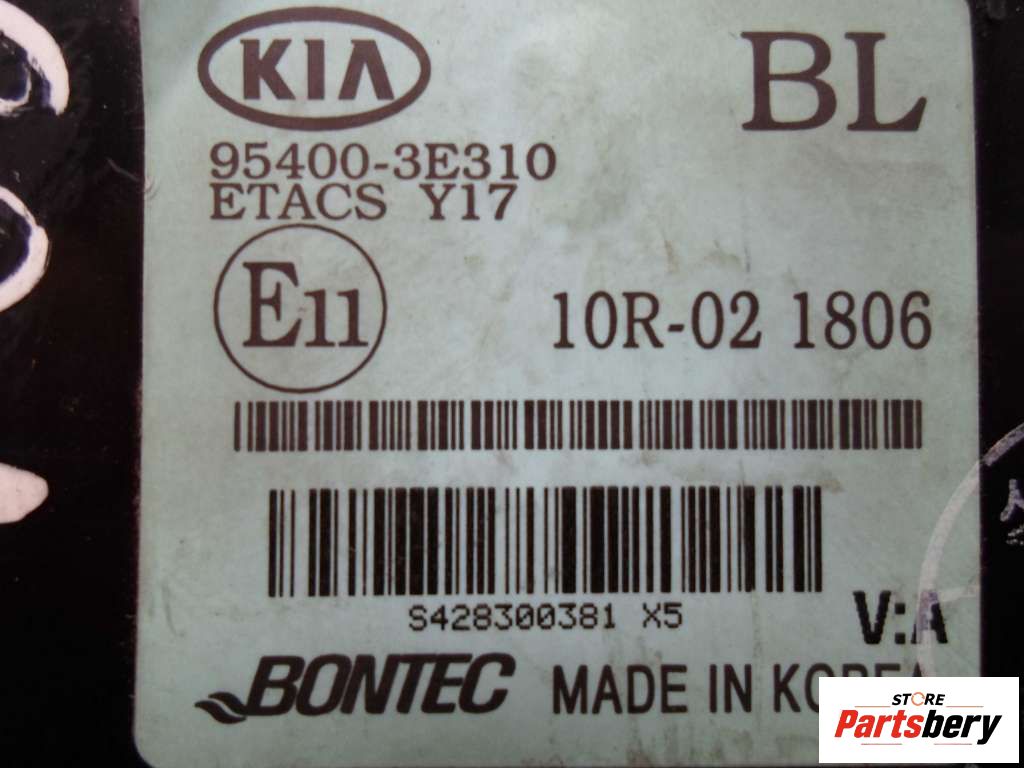 KIA
BL
95400-3E310
ETACS Y17
E11
10R-02 1806
S428300381 X5
V:A
BONTEC
MADE IN KOREA
STORE
Partsbery